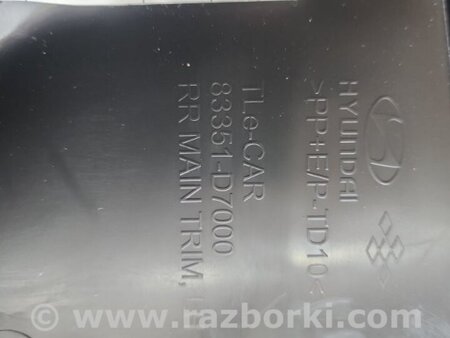 HYUNDAI
>PP+E/P-TD10<
TLe-CAR
83351-D7000
RR MAIN TRIM,
© www.razborki.com